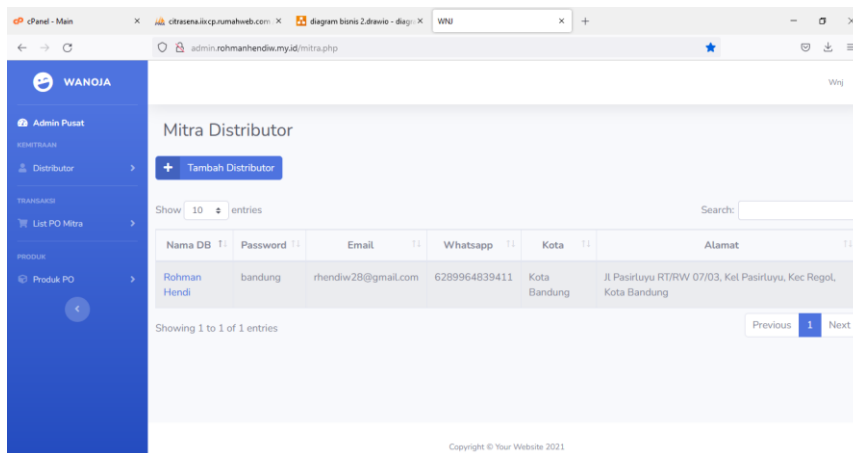 cPanel - Main
citrasena.iixcp.rumahweb.com
diagram bisnis 2.drawio - diagr
WNJ
admin.rohmanhendiw.my.id/mitra.php
WANOJA
Wnj
Admin Pusat
KEMITRAAN
Distributor
TRANSAKSI
List PO Mitra
PRODUK
Produk PO
Mitra Distributor
+ Tambah Distributor
Show 10 entries
Search:
Nama DB Password Email Whatsapp Kota Alamat
Rohman bandung rhendiw28@gmail.com 6289964839411 Kota Jl Pasirluyu RT/RW 07/03, Kel Pasirluyu, Kec Regol,
Hendi Bandung Kota Bandung
Showing 1 to 1 of 1 entries
Previous 1 Next
Copyright © Your Website 2021